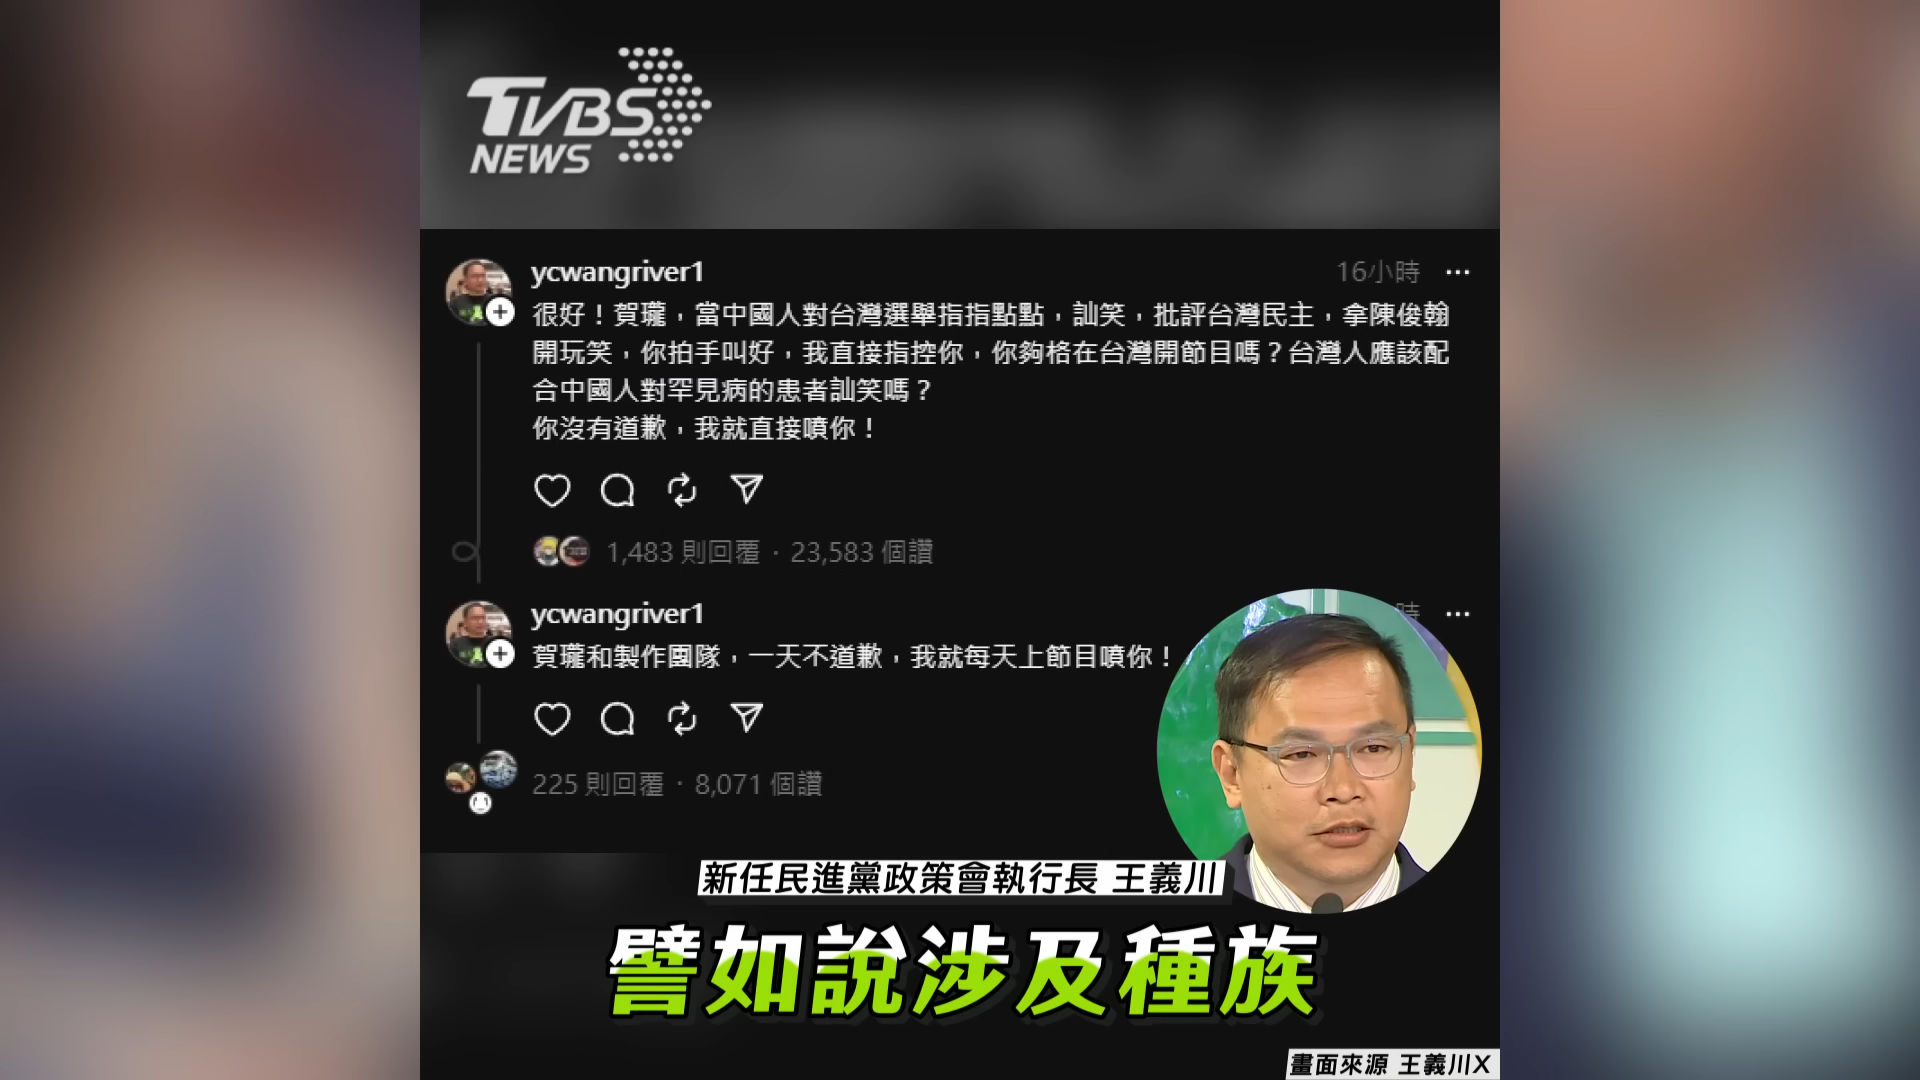 TVBS
NEWS
ycwangriver1
16小時
很好！賀瓏，當中國人對台灣選舉指指點點，訕笑，批評台灣民主，拿陳俊翰
開玩笑，你拍手叫好，我直接指控你，你夠格在台灣開節目嗎？台灣人應該配
合中國人對罕見病的患者訕笑嗎？
你沒有道歉，我就直接噴你！
1,483 則回覆 · 23,583 個讚
ycwangriver1
時
賀瓏和製作團隊，一天不道歉，我就每天上節目噴你！
225 則回覆 · 8,071 個讚
新任民進黨政策會執行長 王義川
譬如說涉及種族
畫面來源 王義川X